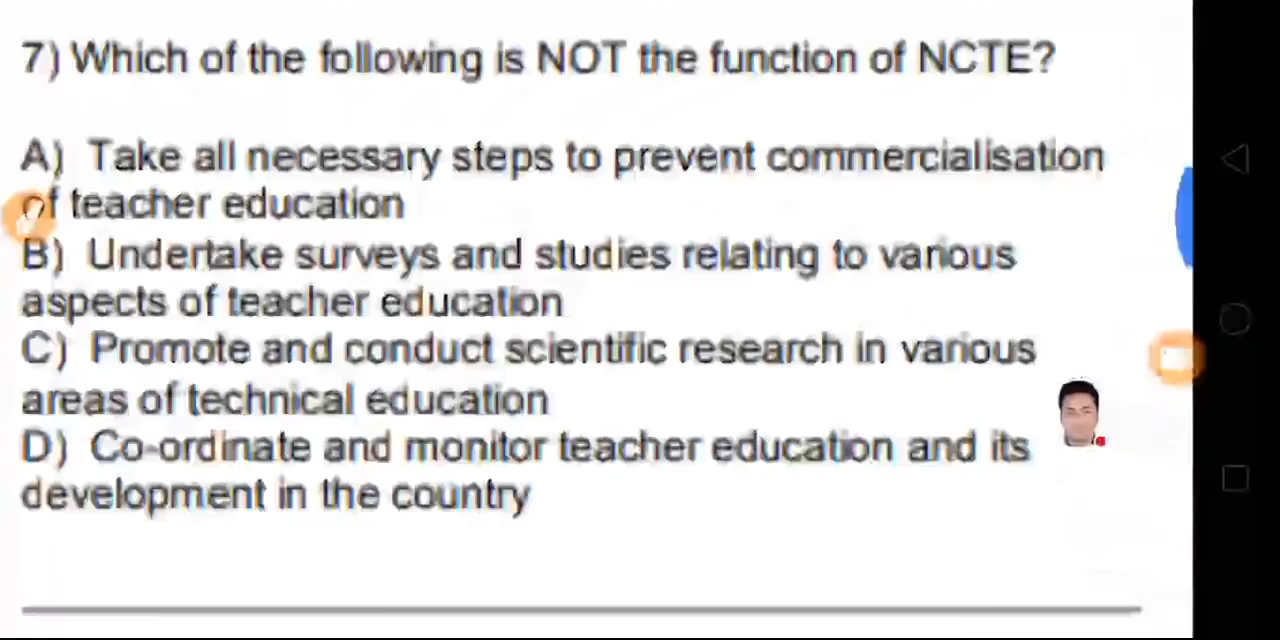 7) Which of the following is NOT the function of NCTE?
A) Take all necessary steps to prevent commercialisation
of teacher education
B) Undertake surveys and studies relating to various
aspects of teacher education
C) Promote and conduct scientific research in various
areas of technical education
D) Co-ordinate and monitor teacher education and its
development in the country